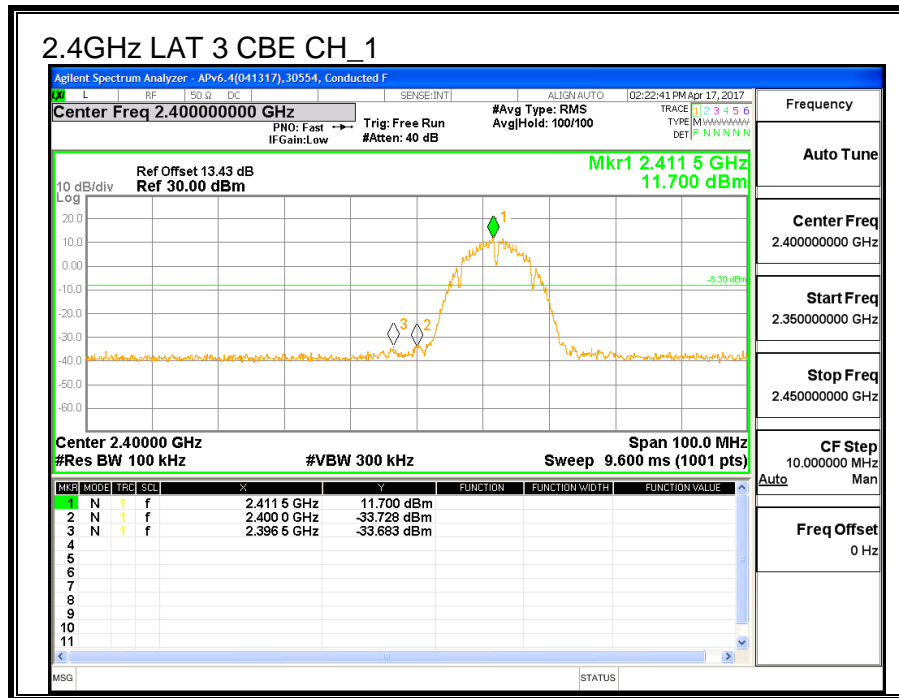 2.4GHz LAT 3 CBE CH_1
Agilent Spectrum Analyzer - APv6.4(041317),30554, Conducted F
LXI L RF 50 Ω DC SENSE:INT ALIGN AUTO 02:22:41 PM Apr 17, 2017
Center Freq 2.400000000 GHz
PNO: Fast
IFGain:Low
Trig: Free Run
#Atten: 40 dB
#Avg Type: RMS
Avg|Hold: 100/100
TRACE 1 2 3 4 5 6
TYPE M
DET P N N N N N
Ref Offset 13.43 dB
10 dB/div Ref 30.00 dBm
Log
Mkr1 2.411 5 GHz
11.700 dBm
20.0
10.0
0.00
-10.0
-20.0
-30.0
-40.0
-50.0
-60.0
1
-8.30 dBm
3 2
Center 2.40000 GHz Span 100.0 MHz
#Res BW 100 kHz #VBW 300 kHz Sweep 9.600 ms (1001 pts)
MKR MODE TRC SCL X Y FUNCTION FUNCTION WIDTH FUNCTION VALUE
1 N 1 f 2.411 5 GHz 11.700 dBm
2 N 1 f 2.400 0 GHz -33.728 dBm
3 N 1 f 2.396 5 GHz -33.683 dBm
4
5
6
7
8
9
10
11
MSG STATUS
Frequency
Auto Tune
Center Freq
2.400000000 GHz
Start Freq
2.350000000 GHz
Stop Freq
2.450000000 GHz
CF Step
10.000000 MHz
Auto Man
Freq Offset
0 Hz